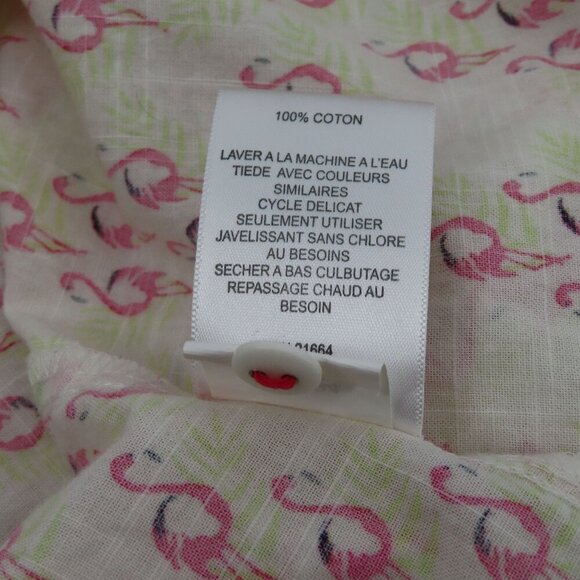 100% COTON
LAVER A LA MACHINE A L'EAU
TIEDE AVEC COULEURS
SIMILAIRES
CYCLE DELICAT
SEULEMENT UTILISER
JAVELISSANT SANS CHLORE
AU BESOINS
SECHER A BAS CULBUTAGE
REPASSAGE CHAUD AU
BESOIN
21664